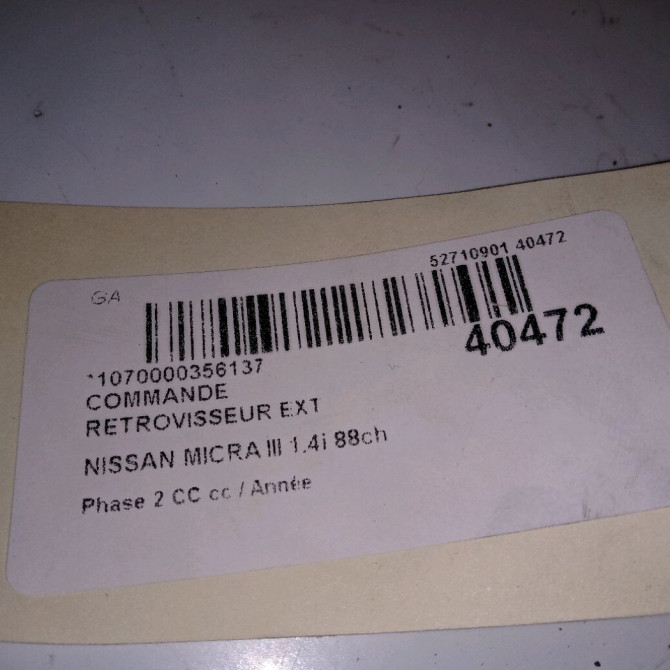 GA
52710901 40472
40472
*1070000356137
COMMANDE
RETROVISSEUR EXT
NISSAN MICRA III 1.4i 88ch
Phase 2 CC cc / Année